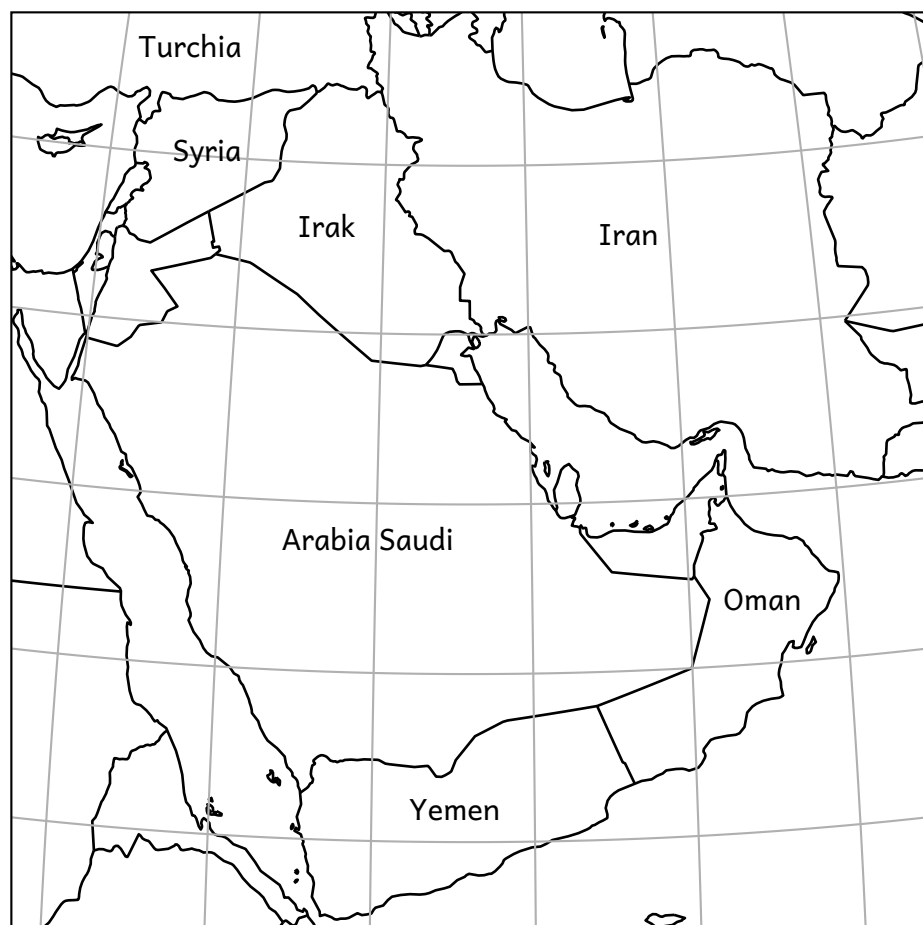 Turchia
Syria
Irak
Iran
Arabia Saudi
Oman
Yemen